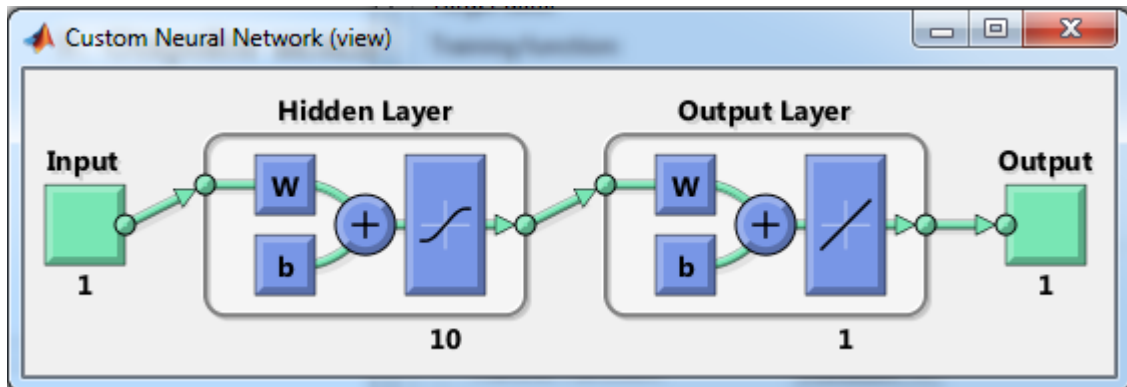 Custom Neural Network (view)
Hidden Layer
Output Layer
Input
Output
W
W
b
b
1
10
1
1